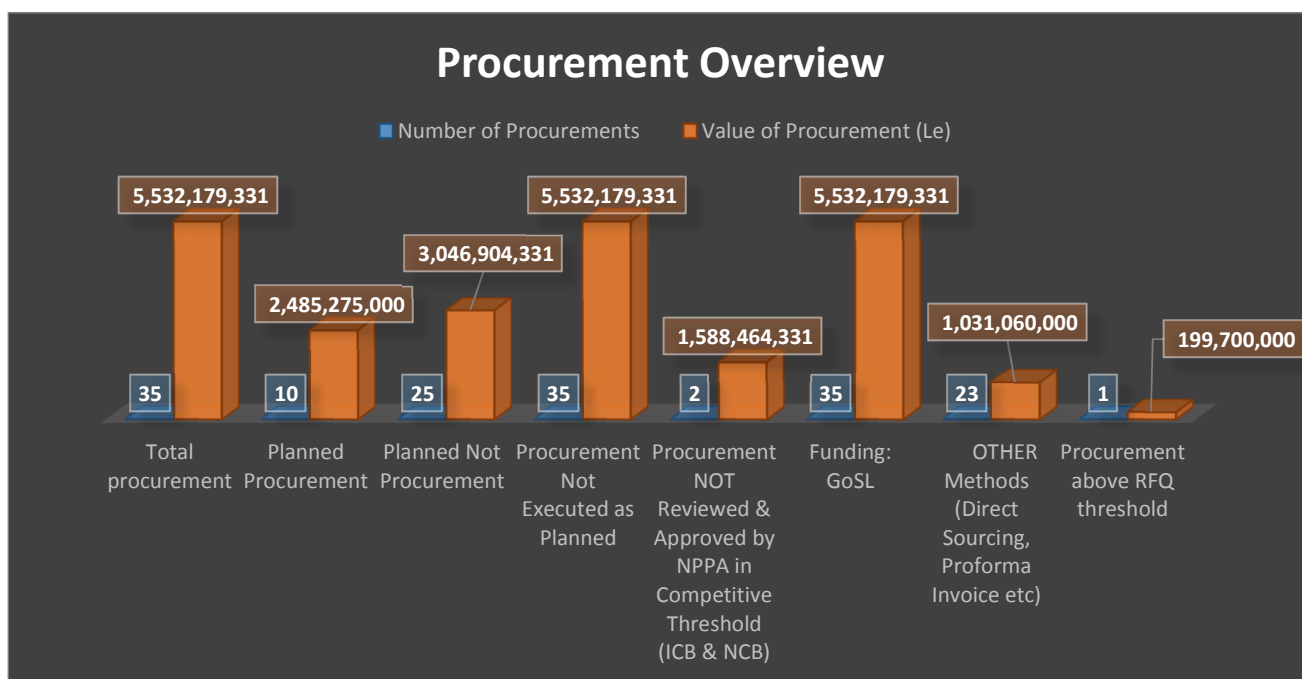 Procurement Overview
Number of Procurements Value of Procurement (Le)
5,532,179,331
2,485,275,000
3,046,904,331
5,532,179,331
1,588,464,331
5,532,179,331
1,031,060,000
199,700,000
35
10
25
35
2
35
23
1
Total
procurement
Planned
Procurement
Planned Not
Procurement
Procurement
Not
Executed as
Planned
Procurement
NOT
Reviewed &
Approved by
NPPA in
Competitive
Threshold
(ICB & NCB)
Funding:
GoSL
OTHER
Methods
(Direct
Sourcing,
Proforma
Invoice etc)
Procurement
above RFQ
threshold